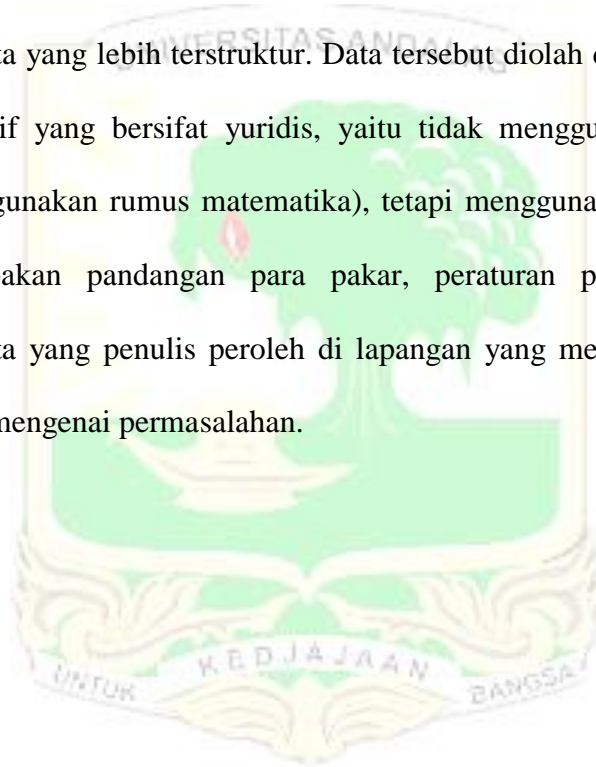 UNIVERSITAS ANDALAS
ta yang lebih terstruktur. Data tersebut diolah
if yang bersifat yuridis, yaitu tidak menggu
gunakan rumus matematika), tetapi mengguna
pakan pandangan para pakar, peraturan p
ta yang penulis peroleh di lapangan yang me
mengenai permasalahan.
UNTUK KEDJAJAAN BANGSA